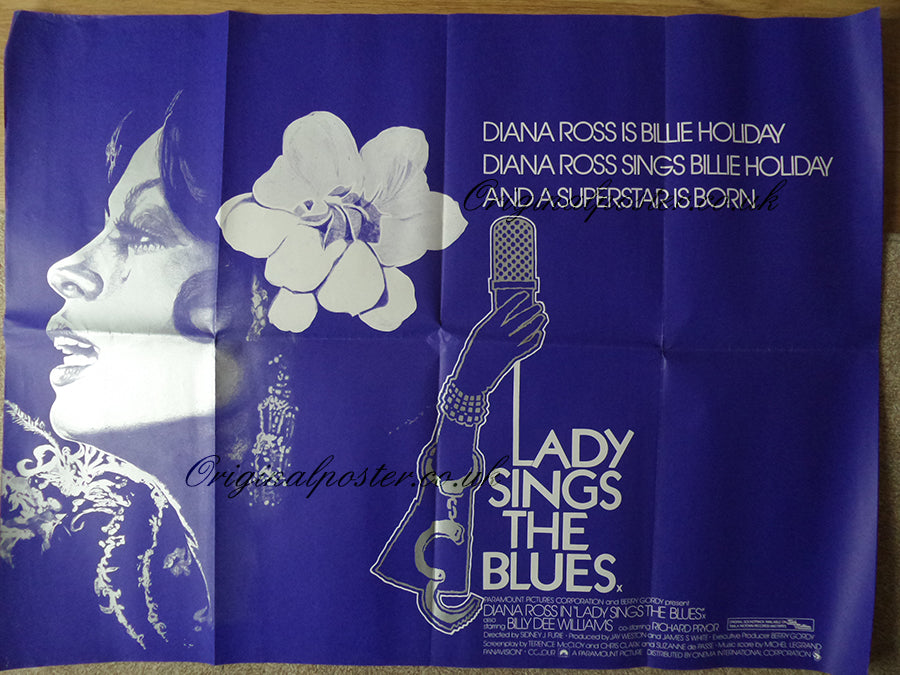 DIANA ROSS IS BILLIE HOLIDAY
DIANA ROSS SINGS BILLIE HOLIDAY
AND A SUPERSTAR IS BORN
Originalposter.co.uk
LADY
SINGS
THE
BLUES x
Originalposter.co.uk
PARAMOUNT PICTURES CORPORATION and BERRY GORDY present
DIANA ROSS IN "LADY SINGS THE BLUES" x
also starring BILLY DEE WILLIAMS co-starring RICHARD PRYOR
Directed by SIDNEY J. FURIE · Produced by JAY WESTON and JAMES S. WHITE · Executive Producer BERRY GORDY
Screenplay by TERENCE McCLOY and CHRIS CLARK and SUZANNE de PASSE · Music score by MICHEL LEGRAND
PANAVISION · COLOUR A PARAMOUNT PICTURE DISTRIBUTED BY CINEMA INTERNATIONAL CORPORATION
ORIGINAL SOUNDTRACK AVAILABLE ON